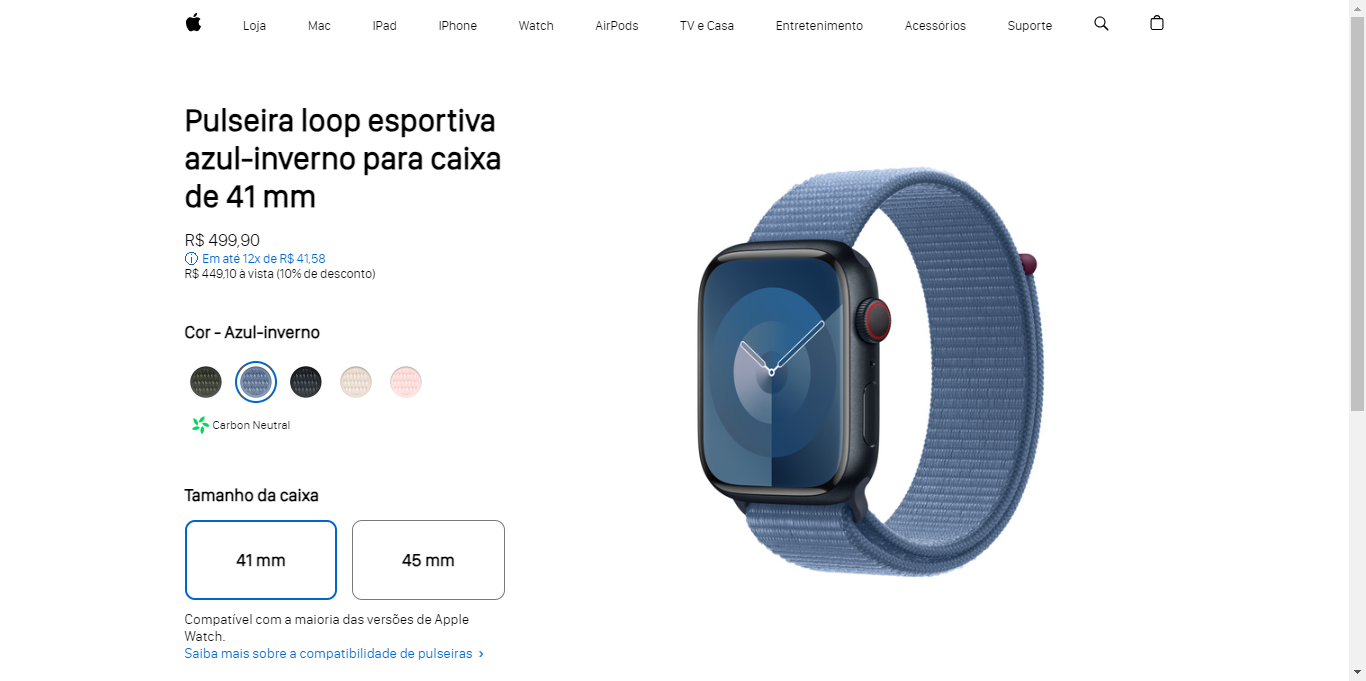 Loja Mac IPad IPhone Watch AirPods TV e Casa Entretenimento Acessórios Suporte
Pulseira loop esportiva
azul-inverno para caixa
de 41 mm
R$ 499,90
Em até 12x de R$ 41,58
R$ 449,10 à vista (10% de desconto)
Cor - Azul-inverno
Carbon Neutral
Tamanho da caixa
41 mm 45 mm
Compatível com a maioria das versões de Apple
Watch.
Saiba mais sobre a compatibilidade de pulseiras ›